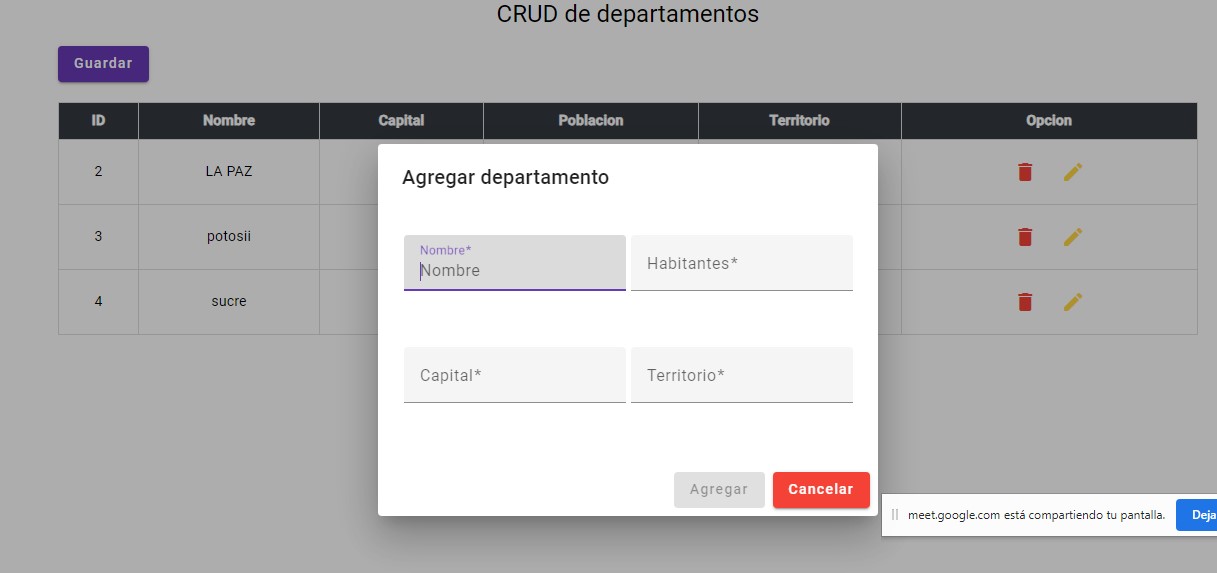 CRUD de departamentos
Guardar
ID Nombre Capital Poblacion Territorio Opcion
2 LA PAZ
3 potosii
4 sucre
Agregar departamento
Nombre*
Nombre
Habitantes*
Capital* Territorio*
Agregar Cancelar
meet.google.com está compartiendo tu pantalla. Deja